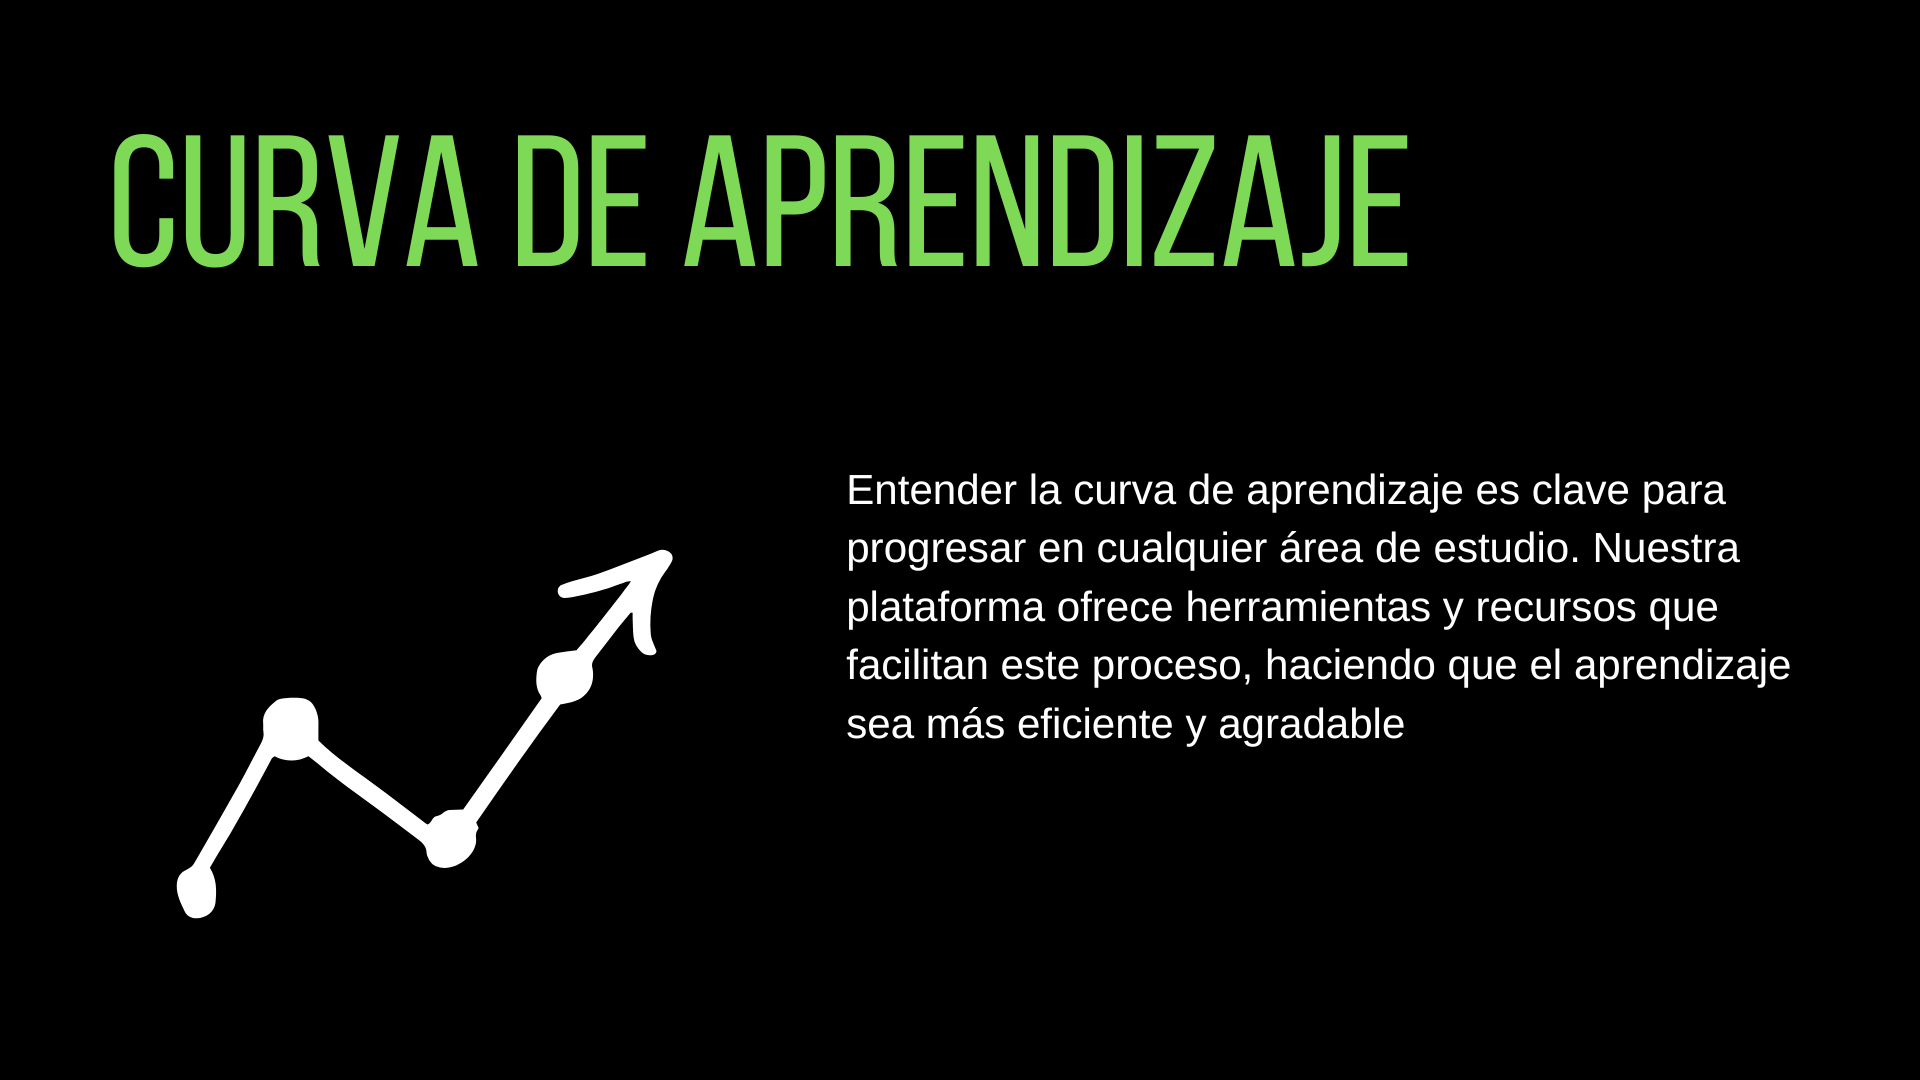 CURVA DE APRENDIZAJE
Entender la curva de aprendizaje es clave para
progresar en cualquier área de estudio. Nuestra
plataforma ofrece herramientas y recursos que
facilitan este proceso, haciendo que el aprendizaje
sea más eficiente y agradable